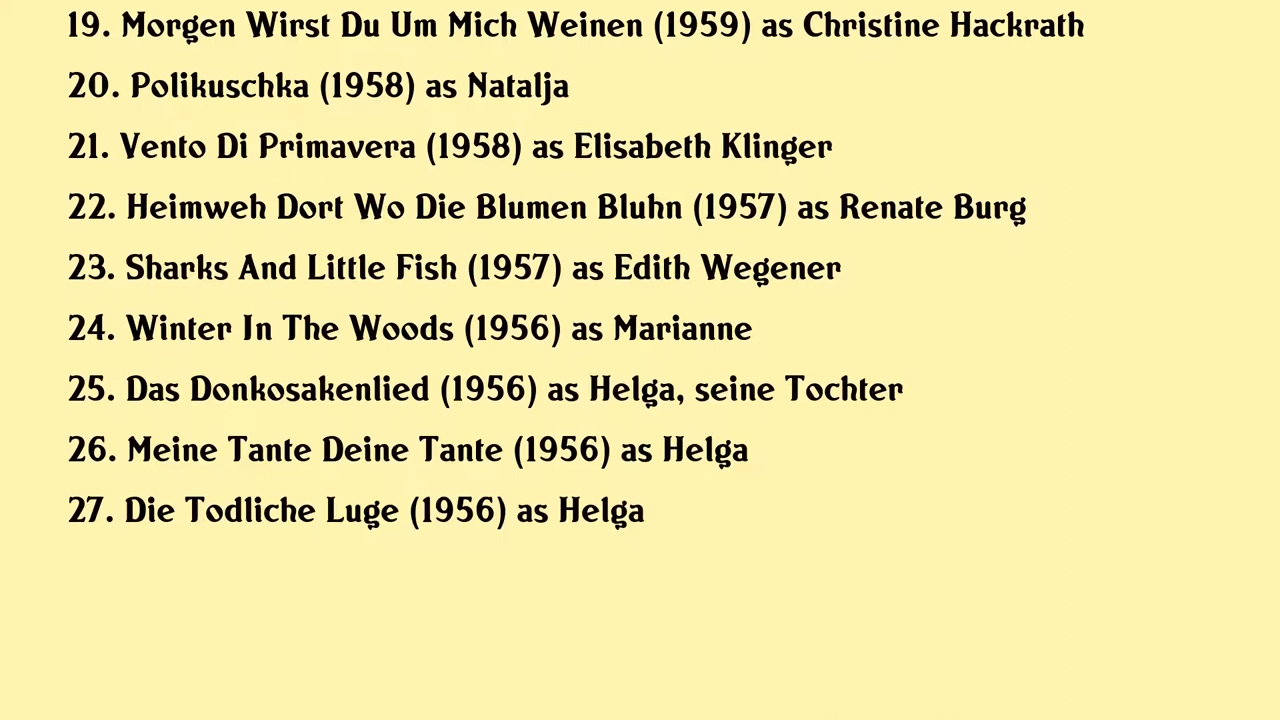 19. Morgen Wirst Du Um Mich Weinen (1959) as Christine Hackrath
20. Polikuschka (1958) as Natalja
21. Vento Di Primavera (1958) as Elisabeth Klinger
22. Heimweh Dort Wo Die Blumen Bluhn (1957) as Renate Burg
23. Sharks And Little Fish (1957) as Edith Wegener
24. Winter In The Woods (1956) as Marianne
25. Das Donkosakenlied (1956) as Helga, seine Tochter
26. Meine Tante Deine Tante (1956) as Helga
27. Die Todliche Luge (1956) as Helga